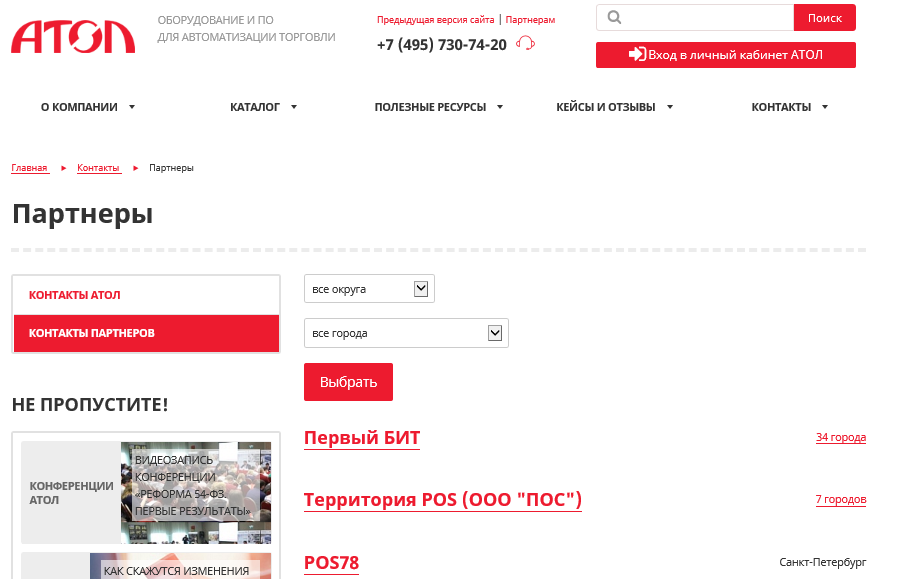 АТОЛ
ОБОРУДОВАНИЕ И ПО
ДЛЯ АВТОМАТИЗАЦИИ ТОРГОВЛИ
Предыдущая версия сайта | Партнерам
+7 (495) 730-74-20
Поиск
Вход в личный кабинет АТОЛ
О КОМПАНИИ
КАТАЛОГ
ПОЛЕЗНЫЕ РЕСУРСЫ
КЕЙСЫ И ОТЗЫВЫ
КОНТАКТЫ
Главная ► Контакты ► Партнеры
Партнеры
КОНТАКТЫ АТОЛ
КОНТАКТЫ ПАРТНЕРОВ
НЕ ПРОПУСТИТЕ!
КОНФЕРЕНЦИИ
АТОЛ
ВИДЕОЗАПИСЬ
КОНФЕРЕНЦИИ
«РЕФОРМА 54-ФЗ.
ПЕРВЫЕ РЕЗУЛЬТАТЫ»
КАК СКАЖУТСЯ ИЗМЕНЕНИЯ
все округа
все города
Выбрать
Первый БИТ
34 города
Территория POS (ООО "ПОС")
7 городов
POS78
Санкт-Петербург